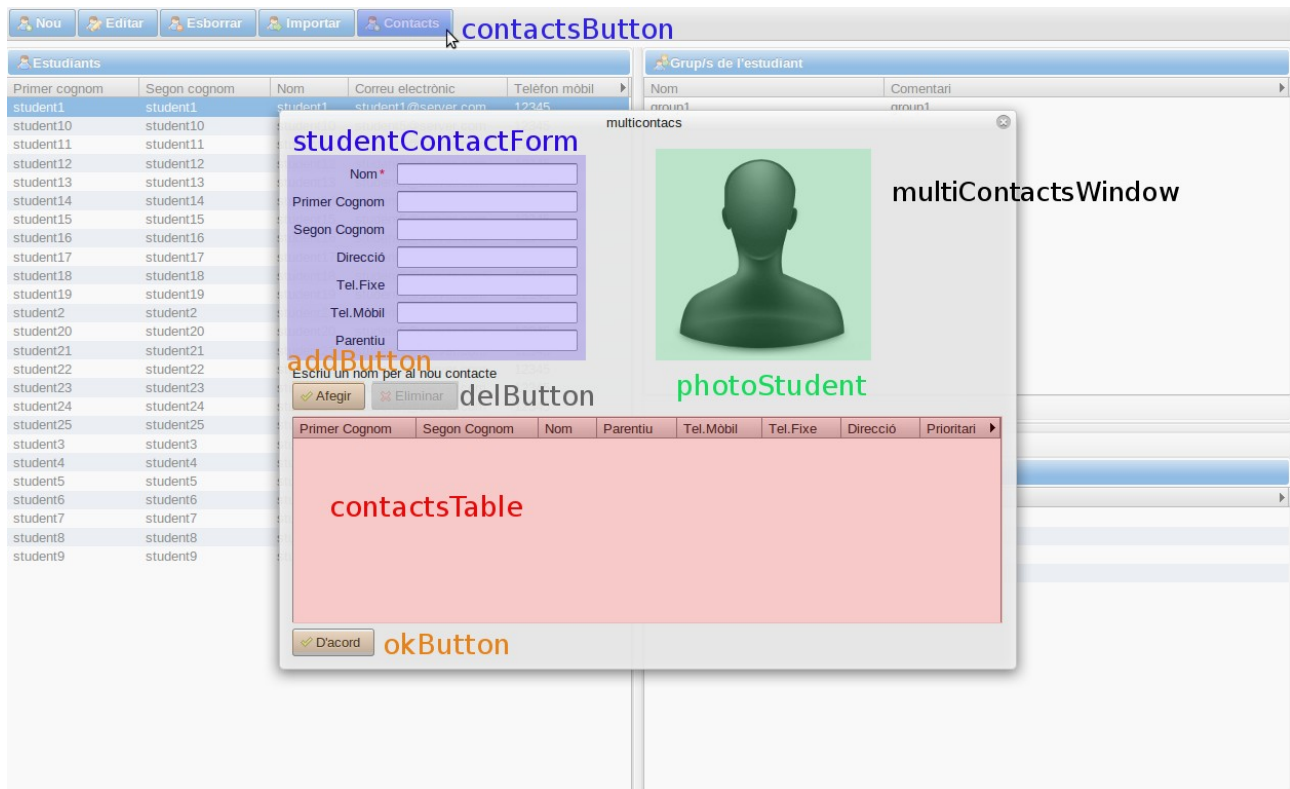 Nou Editar Esborrar Importar Contacts contactsButton
Estudiants Grup/s de l'estudiant
Primer cognom Segon cognom Nom Correu electrònic Telèfon mòbil Nom Comentari
student1 student1 student1 student1@server.com 12345 group1 group1
multicontacs
student10 student10
studentContactForm
student11 student11
student12 student12
Nom*
student13 student13
multiContactsWindow
student14 student14 Primer Cognom
student15 student15
student16 student16 Segon Cognom
student17 student17 Direcció
student18 student18
student19 student19 Tel.Fixe
student2 student2 Tel.Mòbil
student20 student20
student21 student21 Parentiu
addButton
student22 student22 12345
Escriu un nom per al nou contacte
student23 student23 photoStudent
Afegir Eliminar delButton
student24 student24
student25 student25
Primer Cognom Segon Cognom Nom Parentiu Tel.Mòbil Tel.Fixe Direcció Prioritari
student3 student3
student4 student4
student5 student5
student6 student6
contactsTable
student7 student7
student8 student8
student9 student9
D'acord okButton